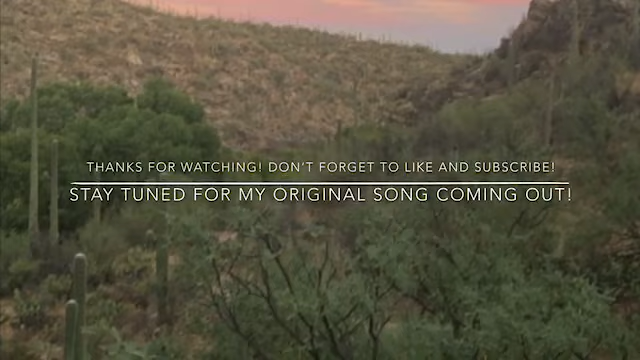 THANKS FOR WATCHING! DON'T FORGET TO LIKE AND SUBSCRIBE!
STAY TUNED FOR MY ORIGINAL SONG COMING OUT!